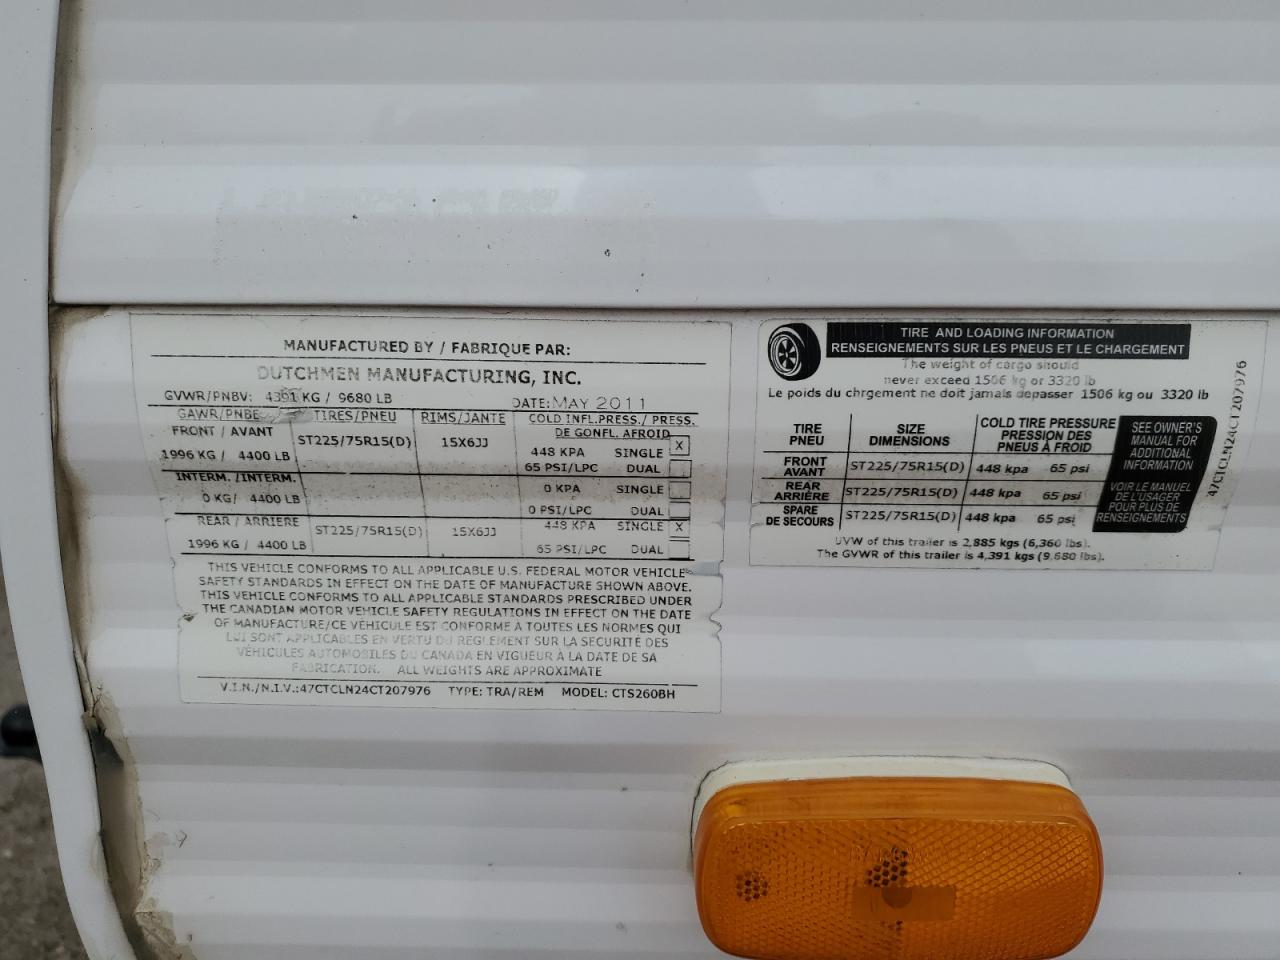 MANUFACTURED BY / FABRIQUE PAR:
DUTCHMEN MANUFACTURING, INC.
GVWR/PNBV: 4391 KG / 9680 LB DATE: MAY 2011
GAWR/PNBE TIRES/PNEU RIMS/JANTE COLD INFL.PRESS./ PRESS. DE GONFL. AFROID
FRONT / AVANT ST225/75R15(D) 15X6JJ 448 KPA SINGLE X
1996 KG / 4400 LB 65 PSI/LPC DUAL
INTERM. /INTERM. 0 KPA SINGLE
0 KG/ 4400 LB 0 PSI/LPC DUAL
REAR / ARRIERE ST225/75R15(D) 15X6JJ 448 KPA SINGLE X
1996 KG / 4400 LB 65 PSI/LPC DUAL
THIS VEHICLE CONFORMS TO ALL APPLICABLE U.S. FEDERAL MOTOR VEHICLE
SAFETY STANDARDS IN EFFECT ON THE DATE OF MANUFACTURE SHOWN ABOVE.
THIS VEHICLE CONFORMS TO ALL APPLICABLE STANDARDS PRESCRIBED UNDER
THE CANADIAN MOTOR VEHICLE SAFETY REGULATIONS IN EFFECT ON THE DATE
OF MANUFACTURE/CE VÉHICULE EST CONFORME À TOUTES LES NORMES QUI
LUI SONT APPLICABLES EN VERTU DU REGLEMENT SUR LA SECURITE DES
VÉHICULES AUTOMOBILES DU CANADA EN VIGUEUR À LA DATE DE SA
FABRICATION. ALL WEIGHTS ARE APPROXIMATE
V.I.N./N.I.V.:47CTCLN24CT207976 TYPE: TRA/REM MODEL: CTS260BH
TIRE AND LOADING INFORMATION
RENSEIGNEMENTS SUR LES PNEUS ET LE CHARGEMENT
The weight of cargo should
never exceed 1506 kg or 3320 lb
Le poids du chrgement ne doit jamais depasser 1506 kg ou 3320 lb
TIRE PNEU SIZE DIMENSIONS COLD TIRE PRESSURE PRESSION DES PNEUS À FROID
FRONT AVANT ST225/75R15(D) 448 kpa 65 psi
REAR ARRIÈRE ST225/75R15(D) 448 kpa 65 psi
SPARE DE SECOURS ST225/75R15(D) 448 kpa 65 psi
SEE OWNER'S
MANUAL FOR
ADDITIONAL
INFORMATION
VOIR LE MANUEL
DE L'USAGER
POUR PLUS DE
RENSEIGNEMENTS
UVW of this trailer is 2,885 kgs (6,360 lbs).
The GVWR of this trailer is 4,391 kgs (9,680 lbs).
47CTCLN24CT207976